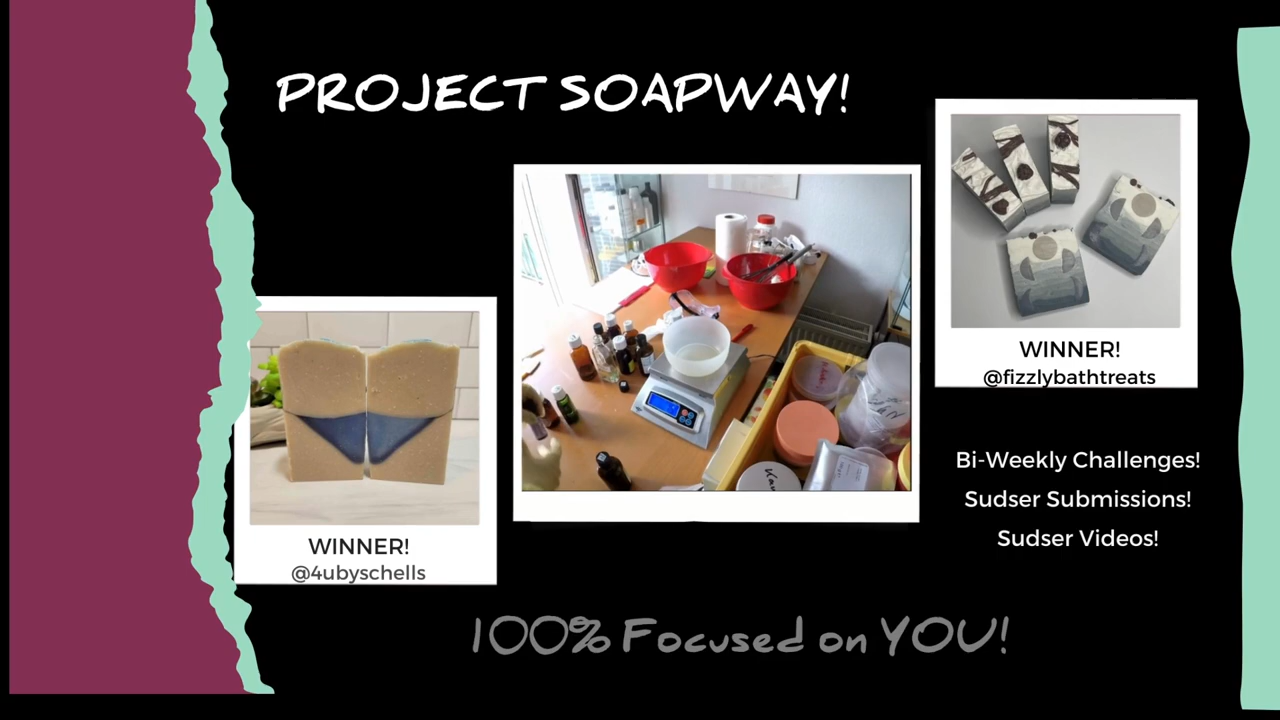 PROJECT SOAPWAY!
WINNER!
@fizzlybathtreats
Bi-Weekly Challenges!
Sudser Submissions!
Sudser Videos!
WINNER!
@4ubyschells
100% Focused on YOU!